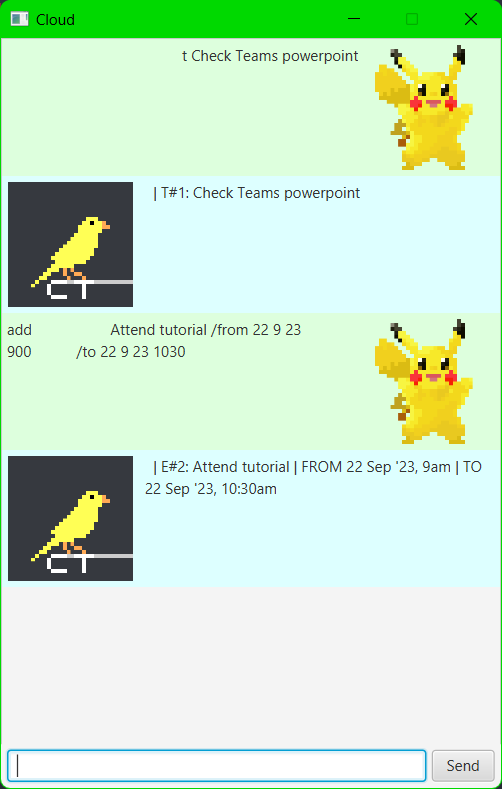 Cloud
t Check Teams powerpoint
| T#1: Check Teams powerpoint
CT
add Attend tutorial /from 22 9 23
900 /to 22 9 23 1030
| E#2: Attend tutorial | FROM 22 Sep '23, 9am | TO
22 Sep '23, 10:30am
CT
Send